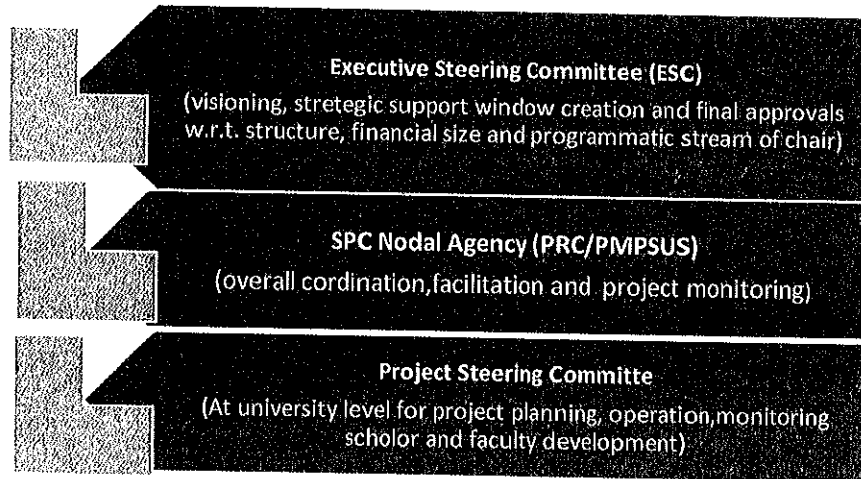 Executive Steering Committee (ESC)
(visioning, stretegic support window creation and final approvals
w.r.t. structure, financial size and programmatic stream of chair)
SPC Nodal Agency (PRC/PMPSUS)
(overall cordination,facilitation and project monitoring)
Project Steering Committe
(At university level for project planning, operation,monitoring
scholor and faculty development)